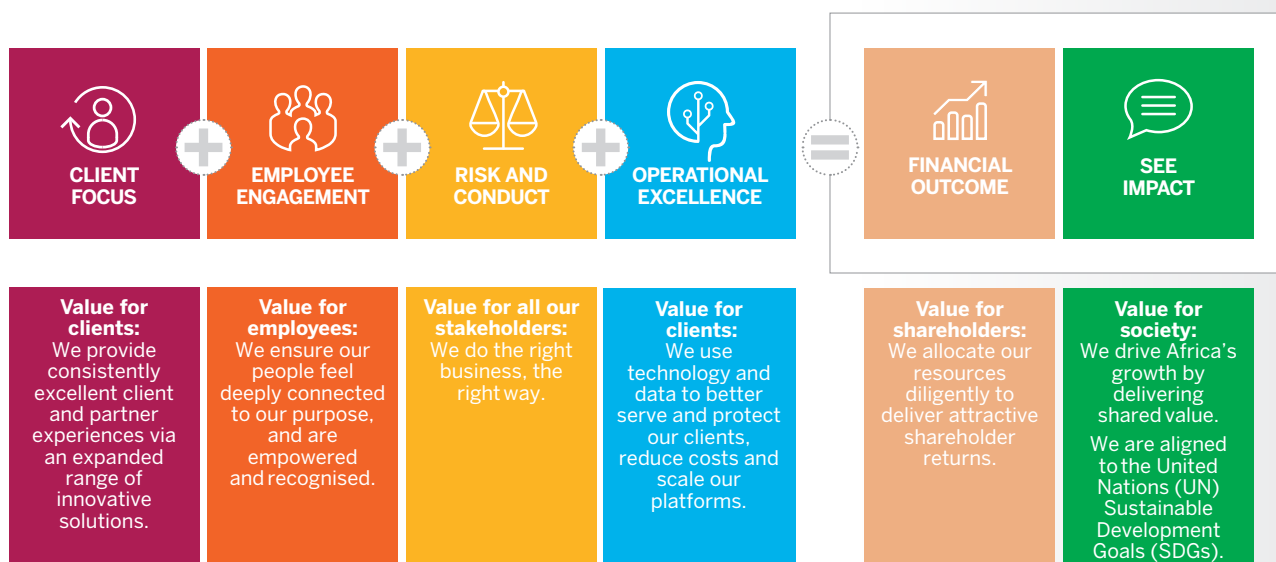 CLIENT
FOCUS
EMPLOYEE
ENGAGEMENT
RISK AND
CONDUCT
OPERATIONAL
EXCELLENCE
FINANCIAL
OUTCOME
SEE
IMPACT
Value for
clients:
We provide
consistently
excellent client
and partner
experiences via
an expanded
range of
innovative
solutions.
Value for
employees:
We ensure our
people feel
deeply connected
to our purpose,
and are
empowered
and recognised.
Value for all our
stakeholders:
We do the right
business, the
right way.
Value for
clients:
We use
technology and
data to better
serve and protect
our clients,
reduce costs and
scale our
platforms.
Value for
shareholders:
We allocate our
resources
diligently to
deliver attractive
shareholder
returns.
Value for
society:
We drive Africa's
growth by
delivering
shared value.
We are aligned
to the United
Nations (UN)
Sustainable
Development
Goals (SDGs).